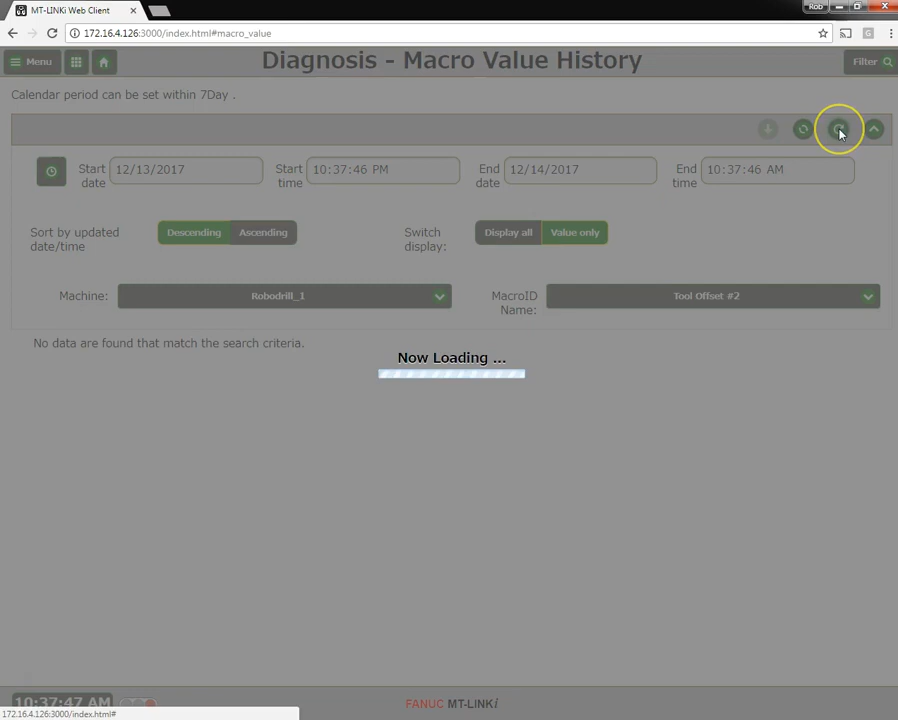 MT-LINKi Web Client
Rob
172.16.4.126:3000/index.html#macro_value
Menu
Diagnosis - Macro Value History
Filter
Calendar period can be set within 7Day .
Start date
12/13/2017
Start time
10:37:46 PM
End date
12/14/2017
End time
10:37:46 AM
Sort by updated date/time
Descending
Ascending
Switch display:
Display all
Value only
Machine:
Robodrill_1
MacroID Name:
Tool Offset #2
No data are found that match the search criteria.
Now Loading ...
10:37:47 AM
FANUC MT-LINKi
172.16.4.126:3000/index.html#